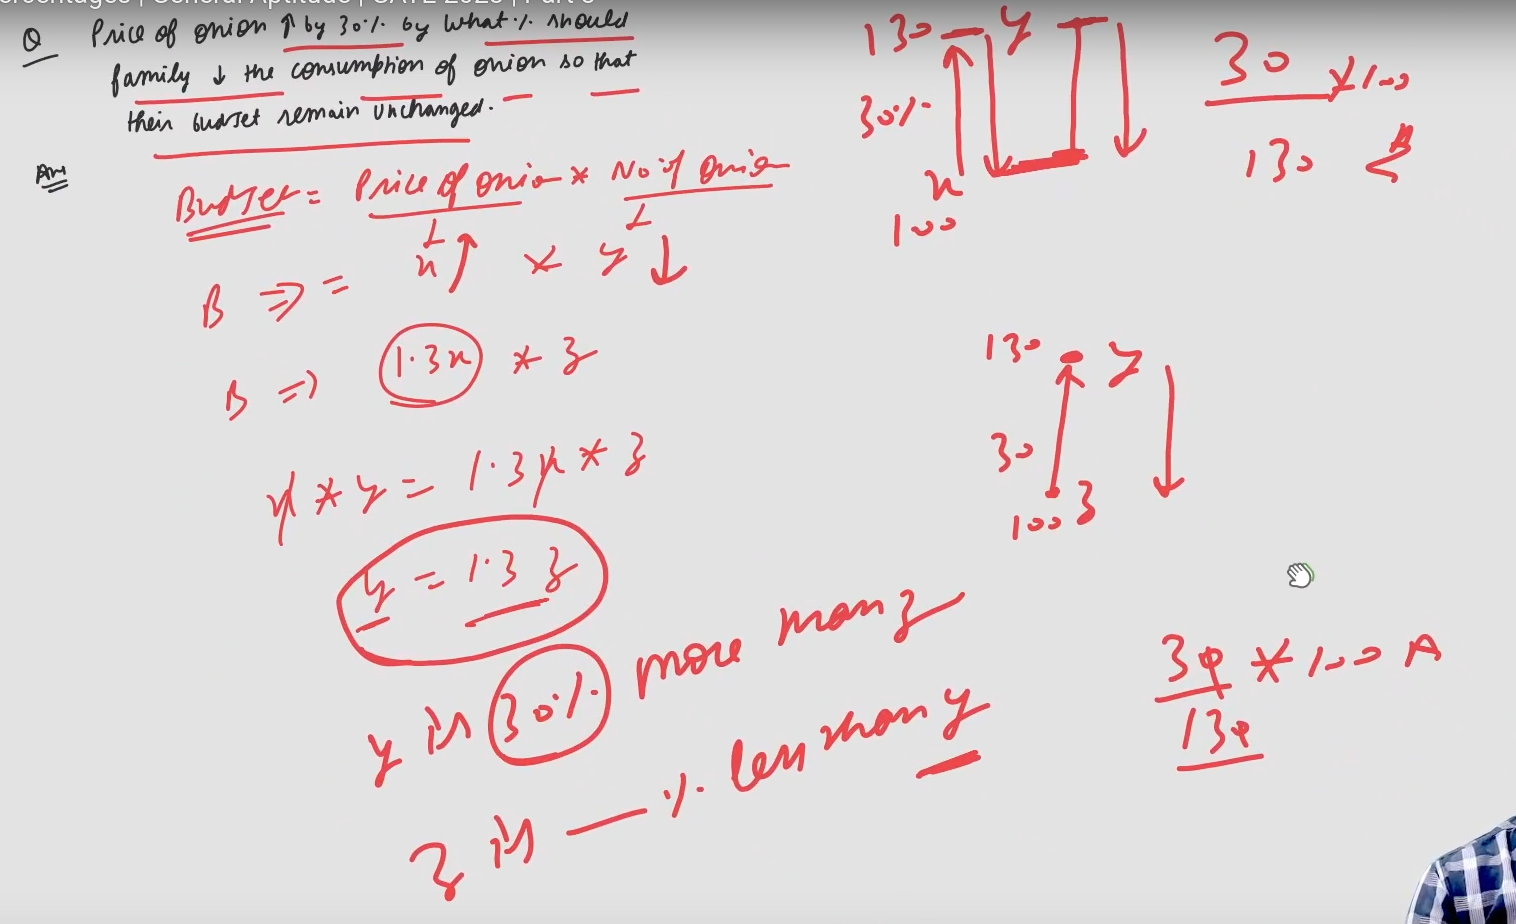 ercentages | General Aptitude | GATE 2023 | Part 3
Q Price of onion ↑ by 30%. by what % should
family ↓ the consumption of onion so that
their budget remain unchanged.
Ans
Budget = Price of onion * No of onion
x ↑ * y ↓
B ⇒ =
B ⇒ 1.3x * z
x * y = 1.3x * z
y = 1.3 z
y is 30% more than z
z is — % less than y
130 y
30%
x
100
30 * 100
130
130 y
30
100 z
30 * 100
130